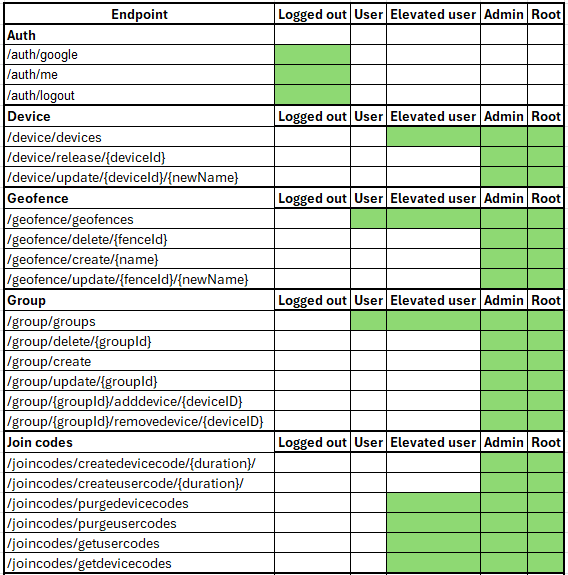 Endpoint Logged out User Elevated user Admin Root
Auth
/auth/google
/auth/me
/auth/logout
Device Logged out User Elevated user Admin Root
/device/devices
/device/release/{deviceId}
/device/update/{deviceId}/{newName}
Geofence Logged out User Elevated user Admin Root
/geofence/geofences
/geofence/delete/{fenceId}
/geofence/create/{name}
/geofence/update/{fenceId}/{newName}
Group Logged out User Elevated user Admin Root
/group/groups
/group/delete/{groupId}
/group/create
/group/update/{groupId}
/group/{groupId}/adddevice/{deviceID}
/group/{groupId}/removedevice/{deviceID}
Join codes Logged out User Elevated user Admin Root
/joincodes/createdevicecode/{duration}/
/joincodes/createusercode/{duration}/
/joincodes/purgedevicecodes
/joincodes/purgeusercodes
/joincodes/getusercodes
/joincodes/getdevicecodes